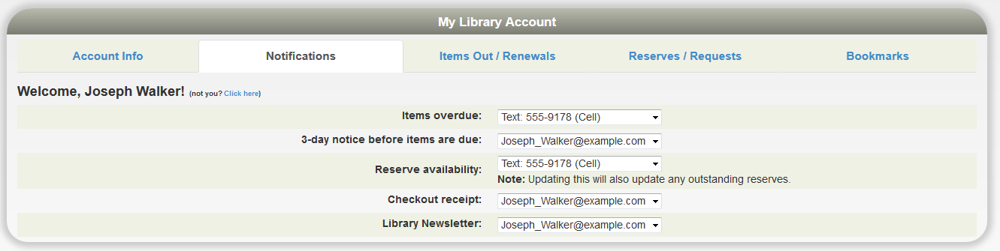 My Library Account
Account Info Notifications Items Out / Renewals Reserves / Requests Bookmarks
Welcome, Joseph Walker! (not you? Click here)
Items overdue: Text: 555-9178 (Cell)
3-day notice before items are due: Joseph_Walker@example.com
Reserve availability: Text: 555-9178 (Cell)
Note: Updating this will also update any outstanding reserves.
Checkout receipt: Joseph_Walker@example.com
Library Newsletter: Joseph_Walker@example.com